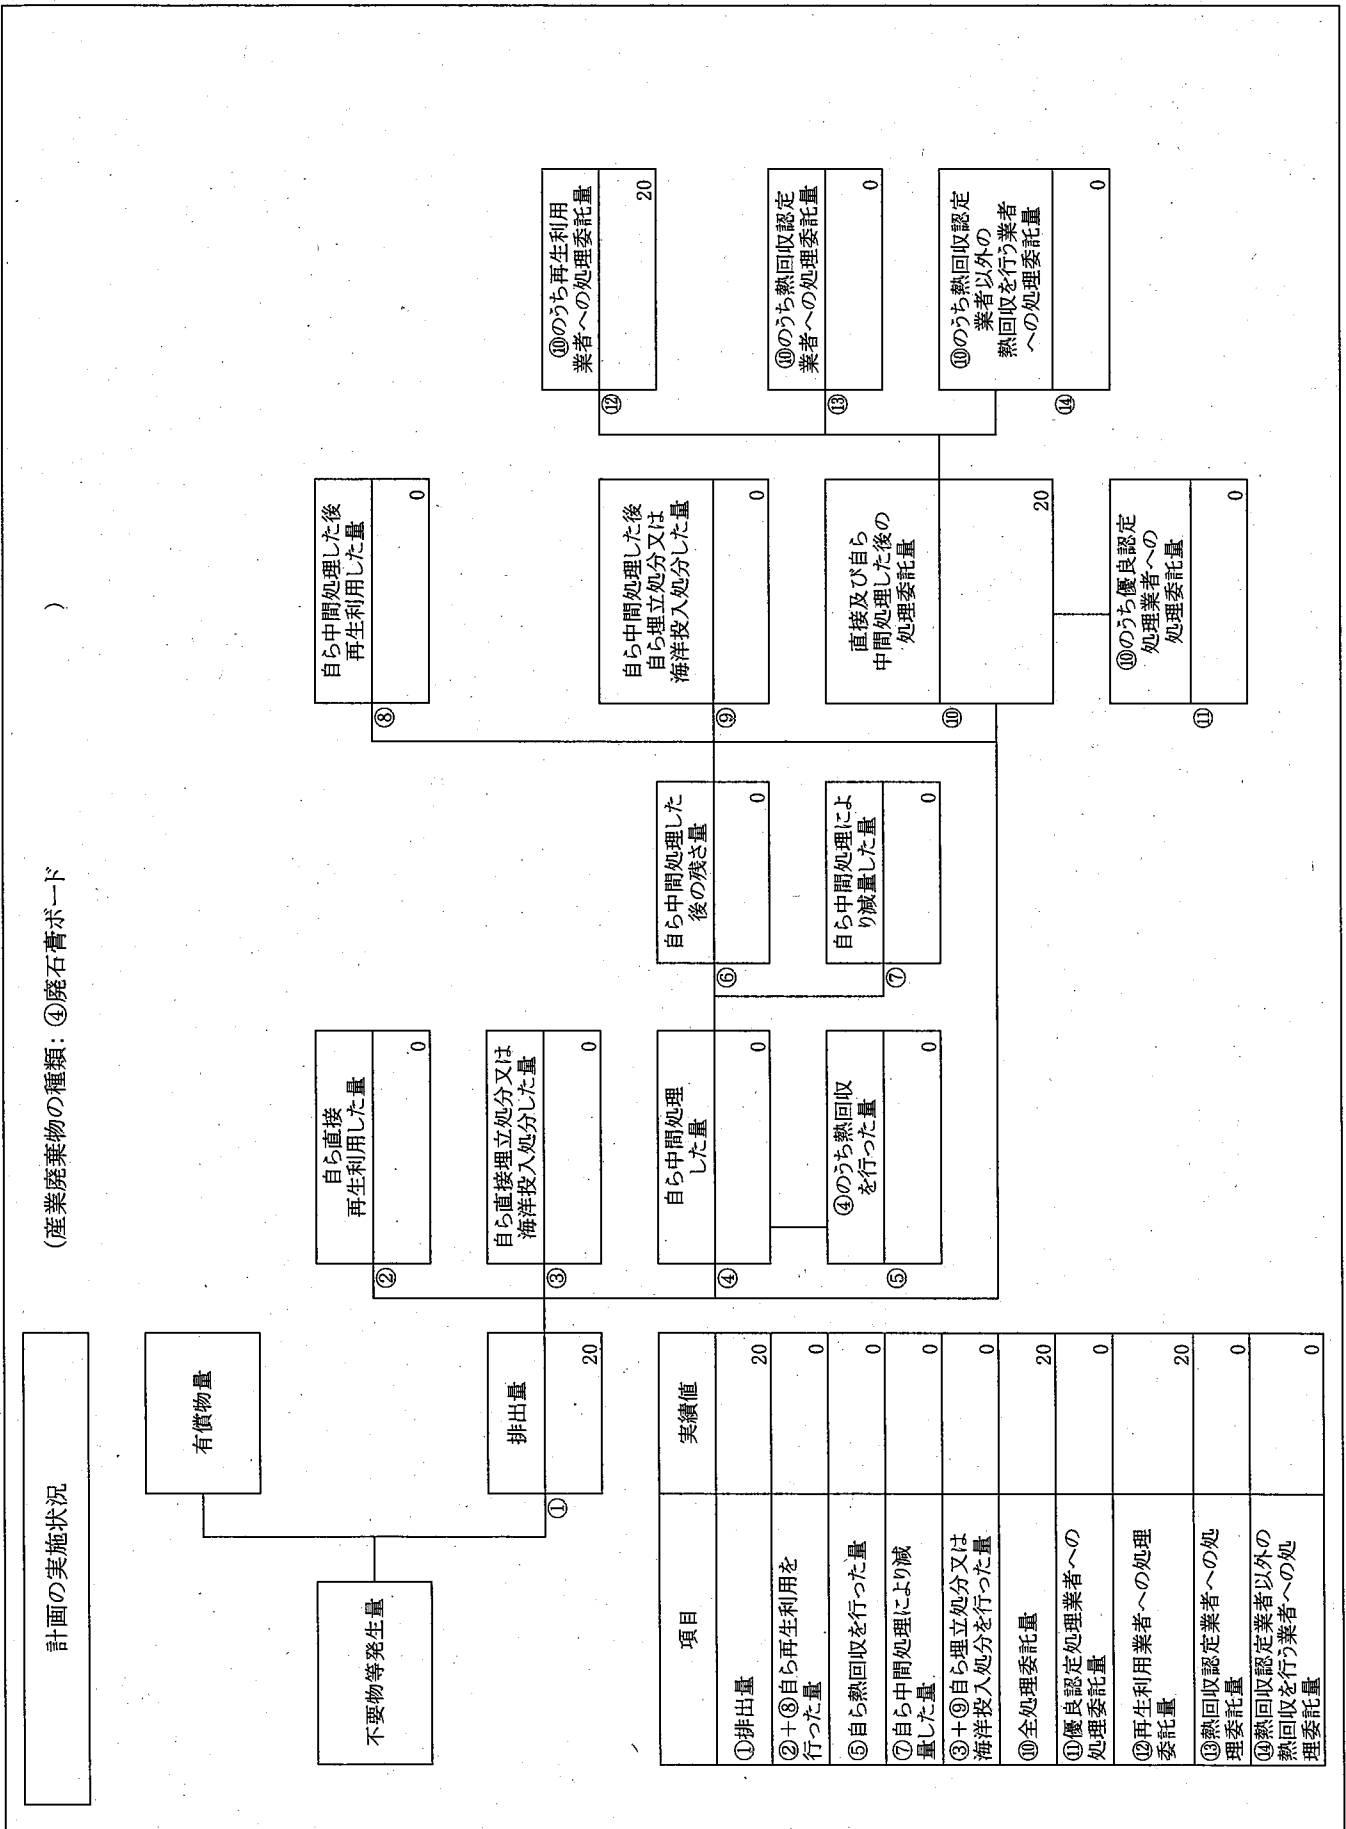 計画の実施状況
(産業廃棄物の種類：④廃石膏ボード
)
不要物等発生量
有償物量
①
排出量
20
②
自ら直接
再生利用した量
0
③
自ら直接埋立処分又は
海洋投入処分した量
0
④
自ら中間処理
した量
0
⑤
④のうち熱回収
を行った量
0
⑥
自ら中間処理した
後の残さ量
0
⑦
自ら中間処理によ
り減量した量
0
⑧
自ら中間処理した後
再生利用した量
0
⑨
自ら中間処理した後
自ら埋立処分又は
海洋投入処分した量
0
⑩
直接及び自ら
中間処理した後の
処理委託量
20
⑪
⑩のうち優良認定
処理業者への
処理委託量
0
⑫
⑩のうち再生利用
業者への処理委託量
20
⑬
⑩のうち熱回収認定
業者への処理委託量
0
⑭
⑩のうち熱回収認定
業者以外の
熱回収を行う業者
への処理委託量
0
項目 実績値
①排出量 20
②＋⑧自ら再生利用を
行った量 0
⑤自ら熱回収を行った量 0
⑦自ら中間処理により減
量した量 0
③＋⑨自ら埋立処分又は
海洋投入処分を行った量 0
⑩全処理委託量 20
⑪優良認定処理業者への
処理委託量 0
⑫再生利用業者への処理
委託量 20
⑬熱回収認定業者への処
理委託量 0
⑭熱回収認定業者以外の
熱回収を行う業者への処
理委託量 0